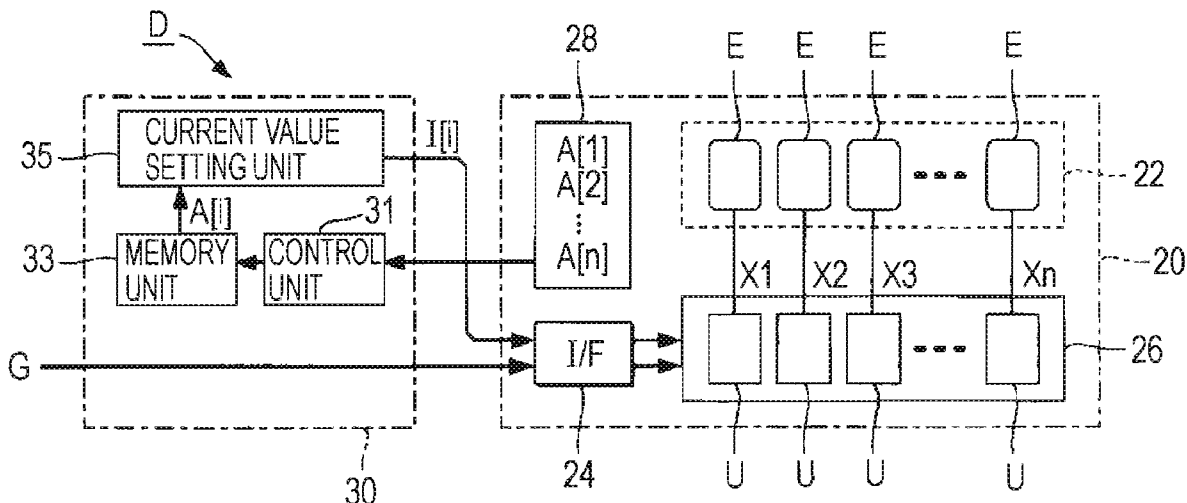 D
28
E E E E
CURRENT VALUE
SETTING UNIT
I[i]
35
A[1]
A[2]
⋮
A[n]
22
A[i]
31
33
MEMORY
UNIT
CONTROL
UNIT
20
X1 X2 X3 Xn
I/F
26
G
24
U U U U
30